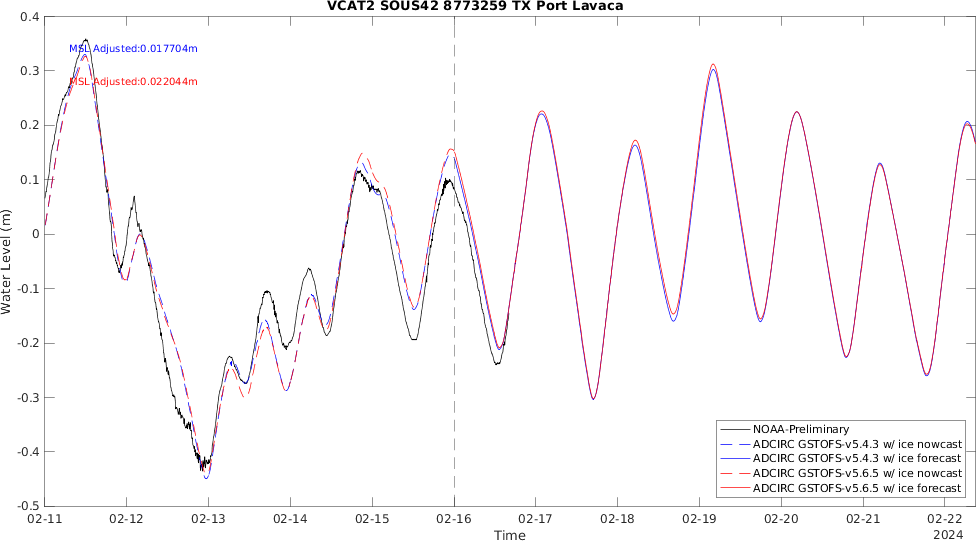 VCAT2 SOUS42 8773259 TX Port Lavaca
MSL Adjusted:0.017704m
MSL Adjusted:0.022044m
Water Level (m)
0.4
0.3
0.2
0.1
0
-0.1
-0.2
-0.3
-0.4
-0.5
NOAA-Preliminary
ADCIRC GSTOFS-v5.4.3 w/ ice nowcast
ADCIRC GSTOFS-v5.4.3 w/ ice forecast
ADCIRC GSTOFS-v5.6.5 w/ ice nowcast
ADCIRC GSTOFS-v5.6.5 w/ ice forecast
02-11 02-12 02-13 02-14 02-15 02-16 02-17 02-18 02-19 02-20 02-21 02-22
Time
2024